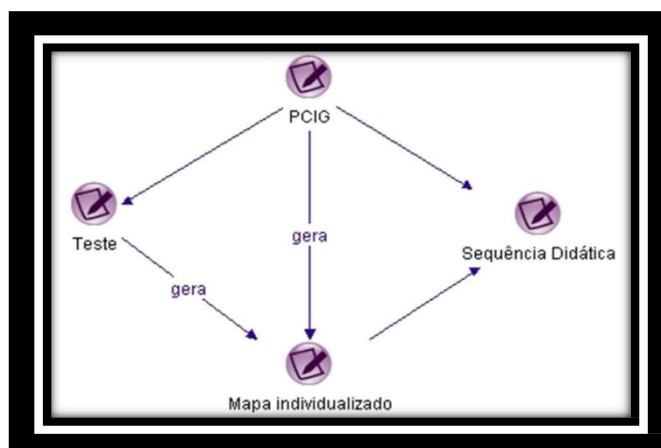 PCIG
Teste
gera
Sequência Didática
gera
Mapa individualizado